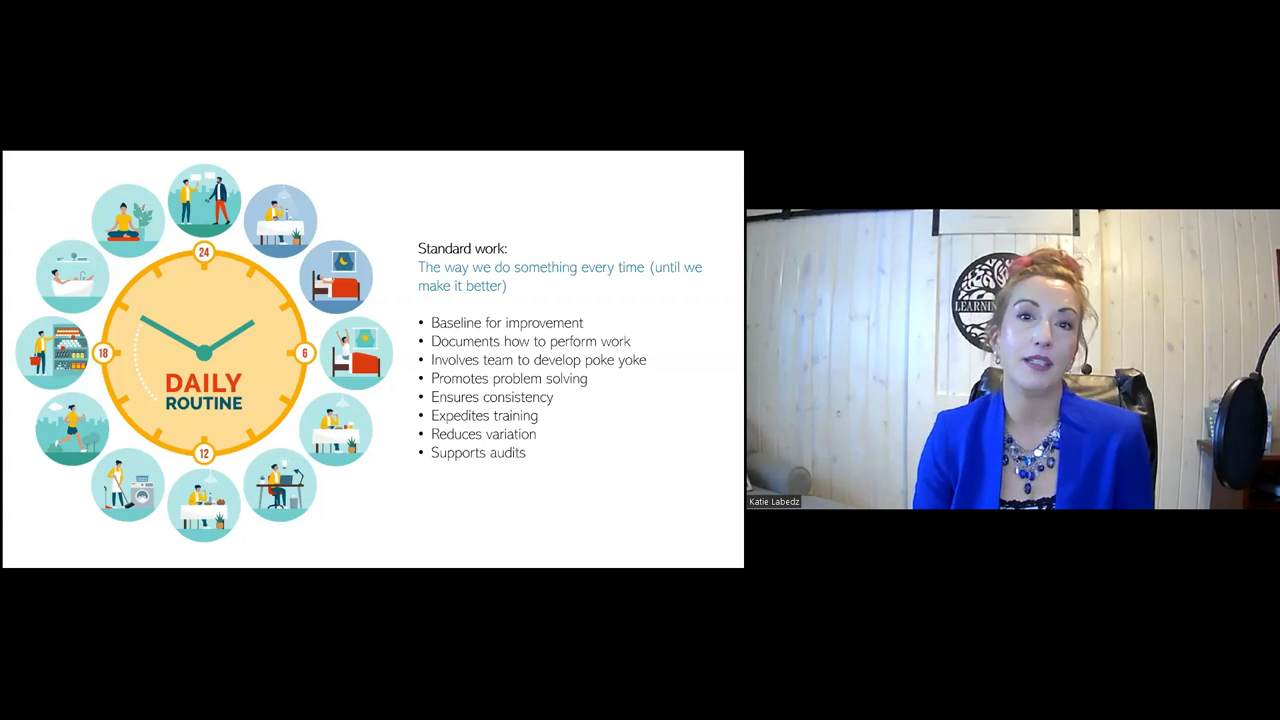 24
18
6
DAILY
ROUTINE
12
Standard work:
The way we do something every time (until we
make it better)
• Baseline for improvement
• Documents how to perform work
• Involves team to develop poke yoke
• Promotes problem solving
• Ensures consistency
• Expedites training
• Reduces variation
• Supports audits
Katie Labedz